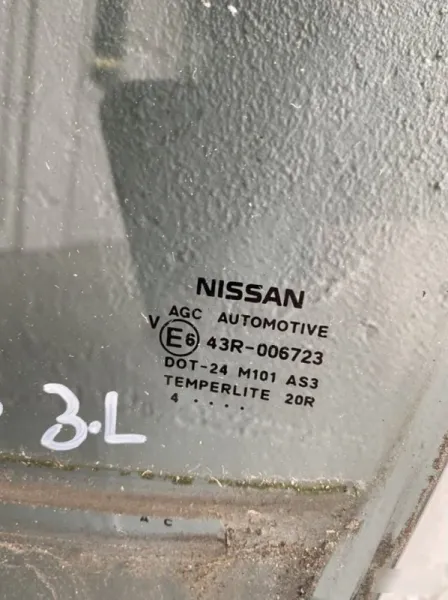 NISSAN
AGC AUTOMOTIVE
V E6 43R-006723
DOT-24 M101 AS3
TEMPERLITE 20R
4 ....
3.L
A C